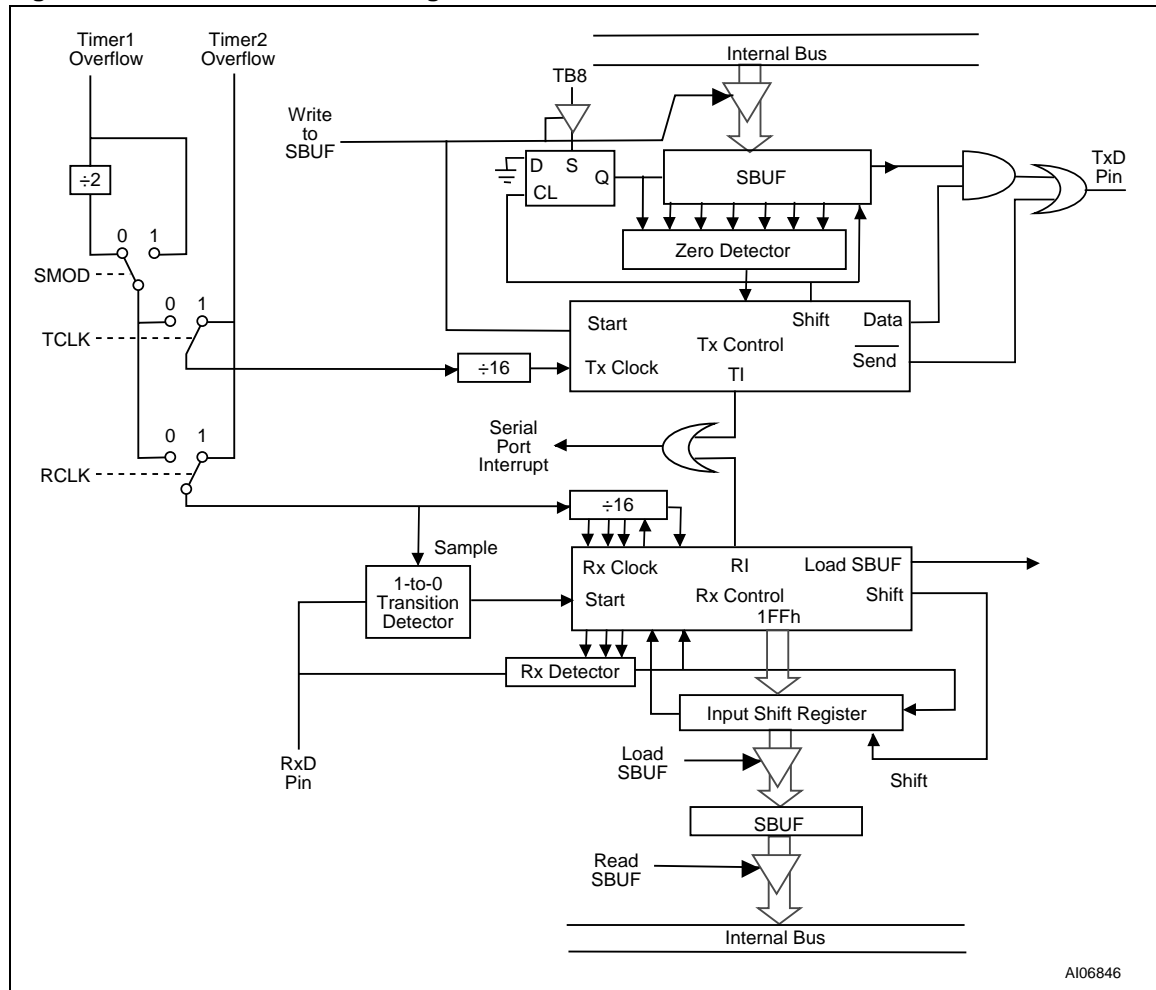 Timer1
Overflow
Timer2
Overflow
Internal Bus
TB8
Write
to
SBUF
D S
Q
CL
SBUF
TxD
Pin
÷2
0 1
SMOD
Zero Detector
0 1
TCLK
Start
Shift
Data
Tx Control
Send
÷16
Tx Clock
TI
Serial
Port
Interrupt
0 1
RCLK
÷16
Sample
Rx Clock
RI
Load SBUF
1-to-0
Transition
Detector
Start
Rx Control
Shift
1FFh
Rx Detector
Input Shift Register
RxD
Pin
Load
SBUF
Shift
SBUF
Read
SBUF
Internal Bus
AI06846